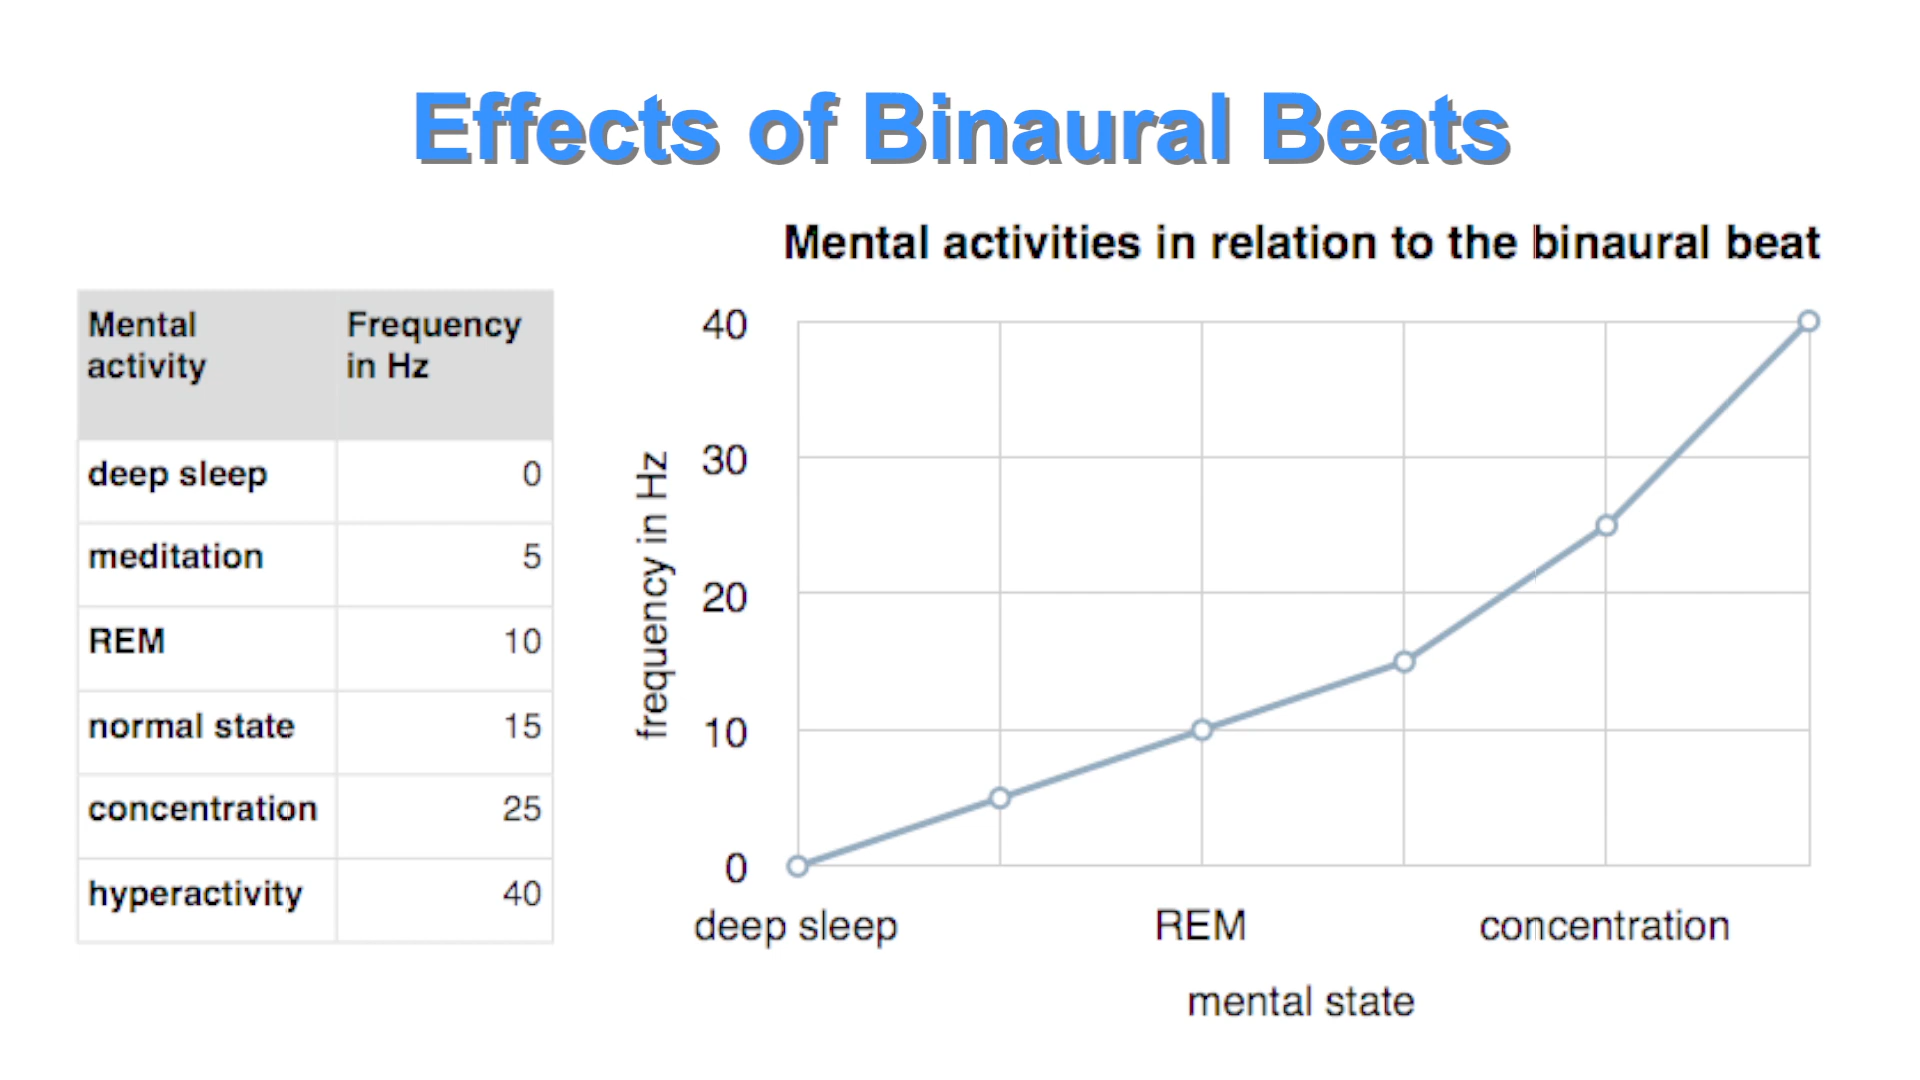 Effects of Binaural Beats
Mental activity Frequency in Hz
deep sleep 0
meditation 5
REM 10
normal state 15
concentration 25
hyperactivity 40
Mental activities in relation to the binaural beat
frequency in Hz
40
30
20
10
0
deep sleep REM concentration
mental state